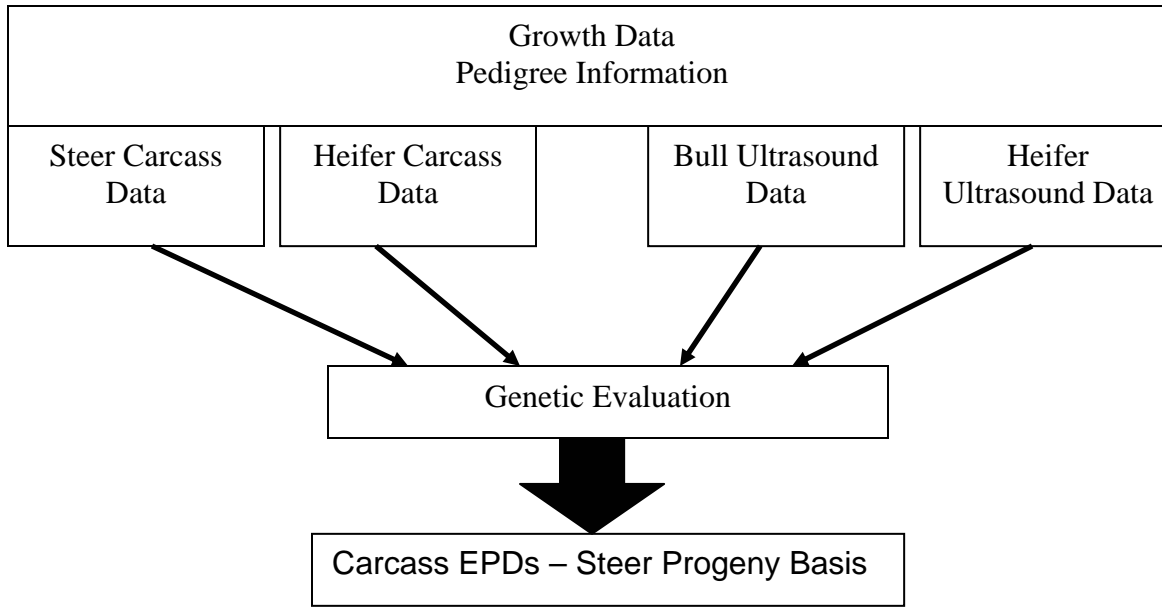 Growth Data
Pedigree Information
Steer Carcass
Data
Heifer Carcass
Data
Bull Ultrasound
Data
Heifer
Ultrasound Data
Genetic Evaluation
Carcass EPDs – Steer Progeny Basis